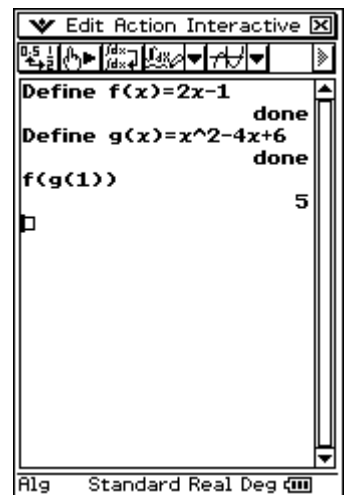 Edit Action Interactive
Define f(x)=2x-1
done
Define g(x)=x^2-4x+6
done
f(g(1))
5
Alg Standard Real Deg